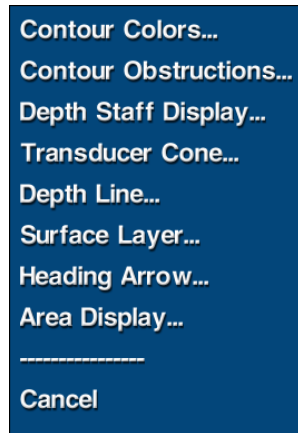 Contour Colors...
Contour Obstructions...
Depth Staff Display...
Transducer Cone...
Depth Line...
Surface Layer...
Heading Arrow...
Area Display...
----------------
Cancel